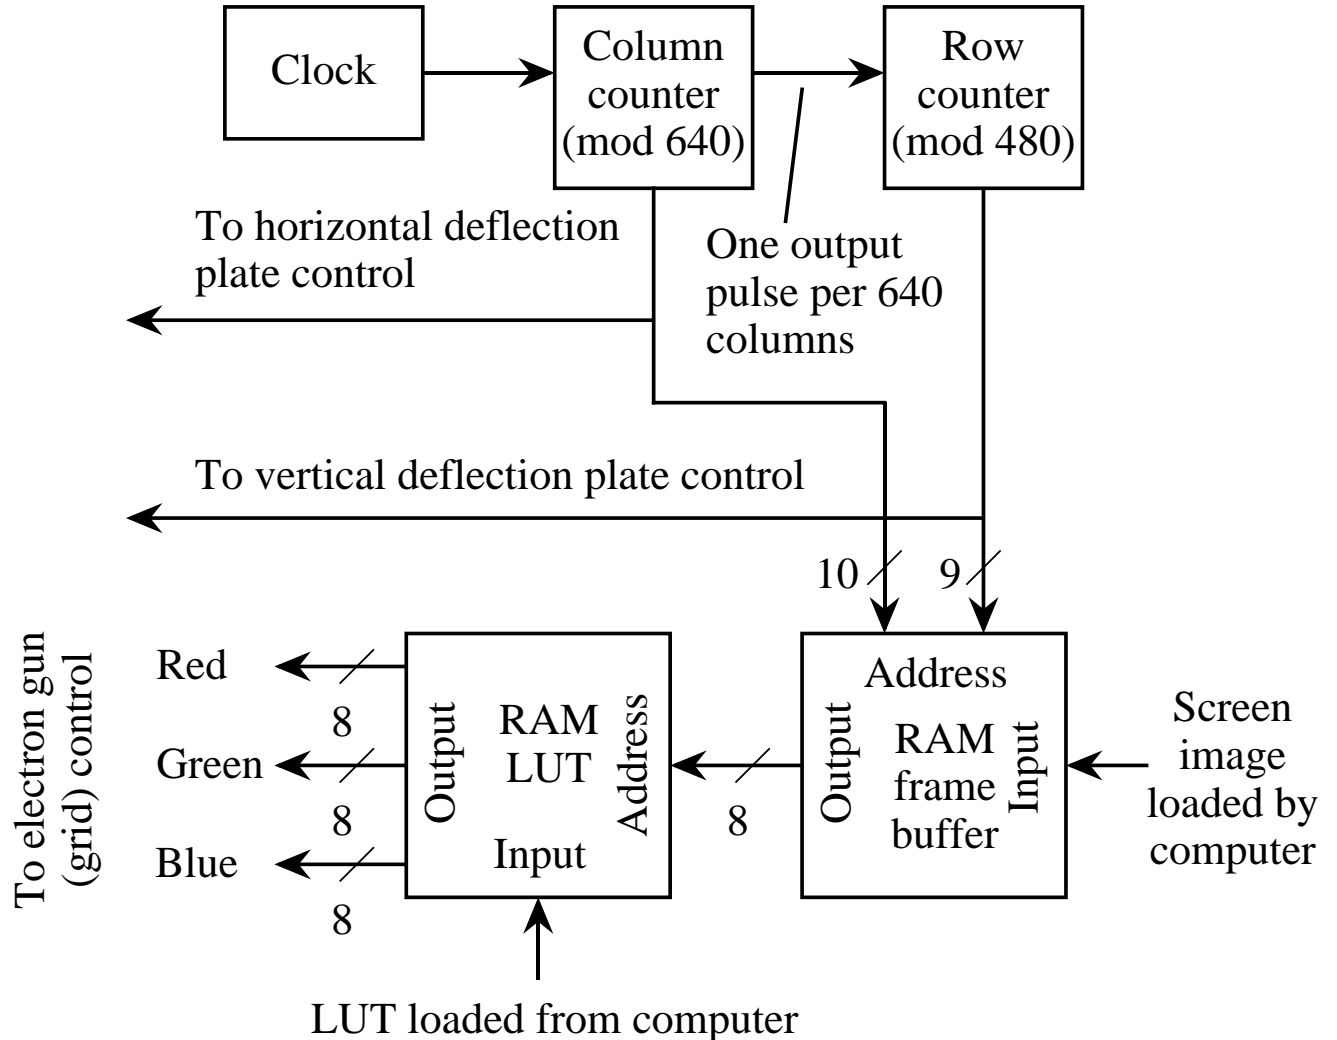 Clock
Column
counter
(mod 640)
Row
counter
(mod 480)
To horizontal deflection
plate control
One output
pulse per 640
columns
To vertical deflection plate control
10
9
To electron gun
(grid) control
Red
8
Green
8
Blue
8
Output
RAM
LUT
Address
Input
8
Address
Output
RAM
frame
buffer
Input
Screen
image
loaded by
computer
LUT loaded from computer